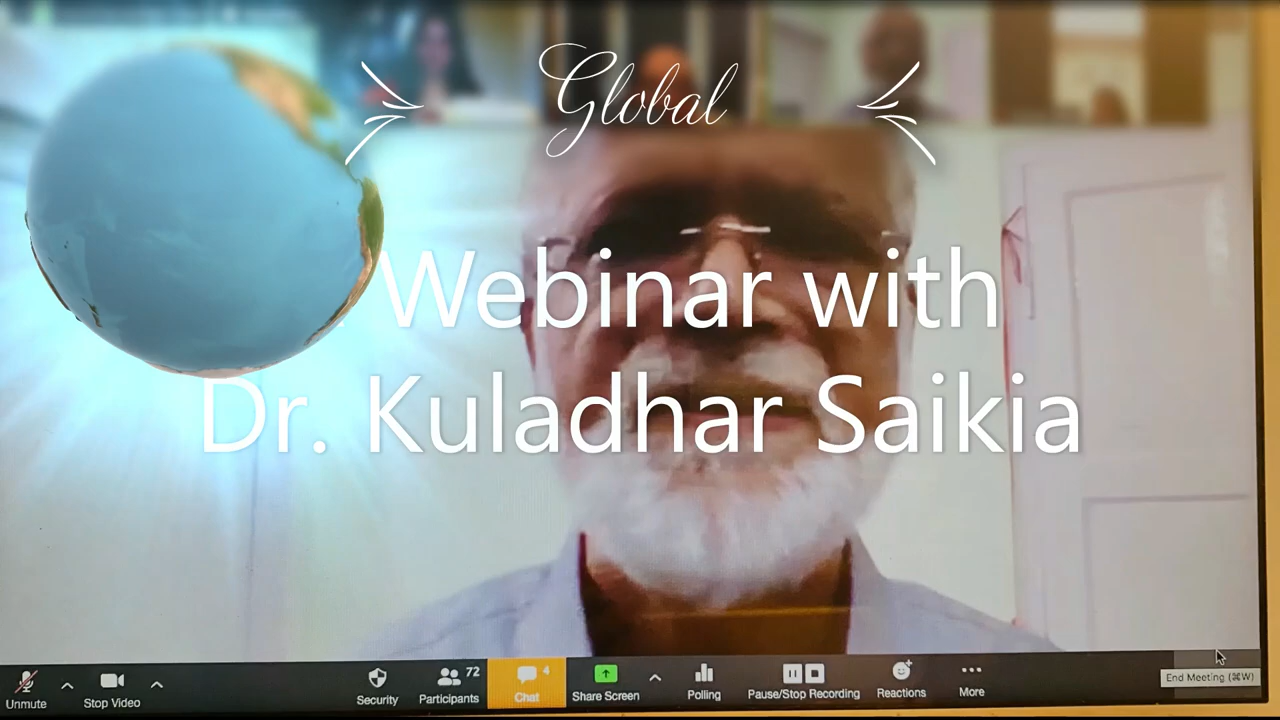 Global
Webinar with
Dr. Kuladhar Saikia
Unmute
Stop Video
Security
72
Participants
4
Chat
Share Screen
Polling
Pause/Stop Recording
Reactions
More
End Meeting (⌘W)